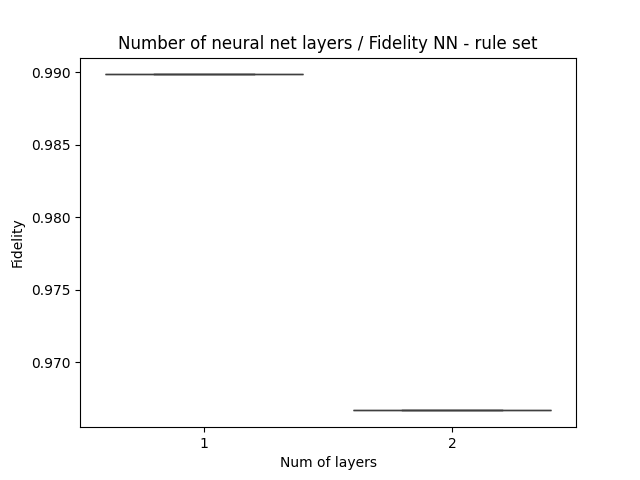 Number of neural net layers / Fidelity NN - rule set
0.990
0.985
0.980
0.975
0.970
Fidelity
1
2
Num of layers